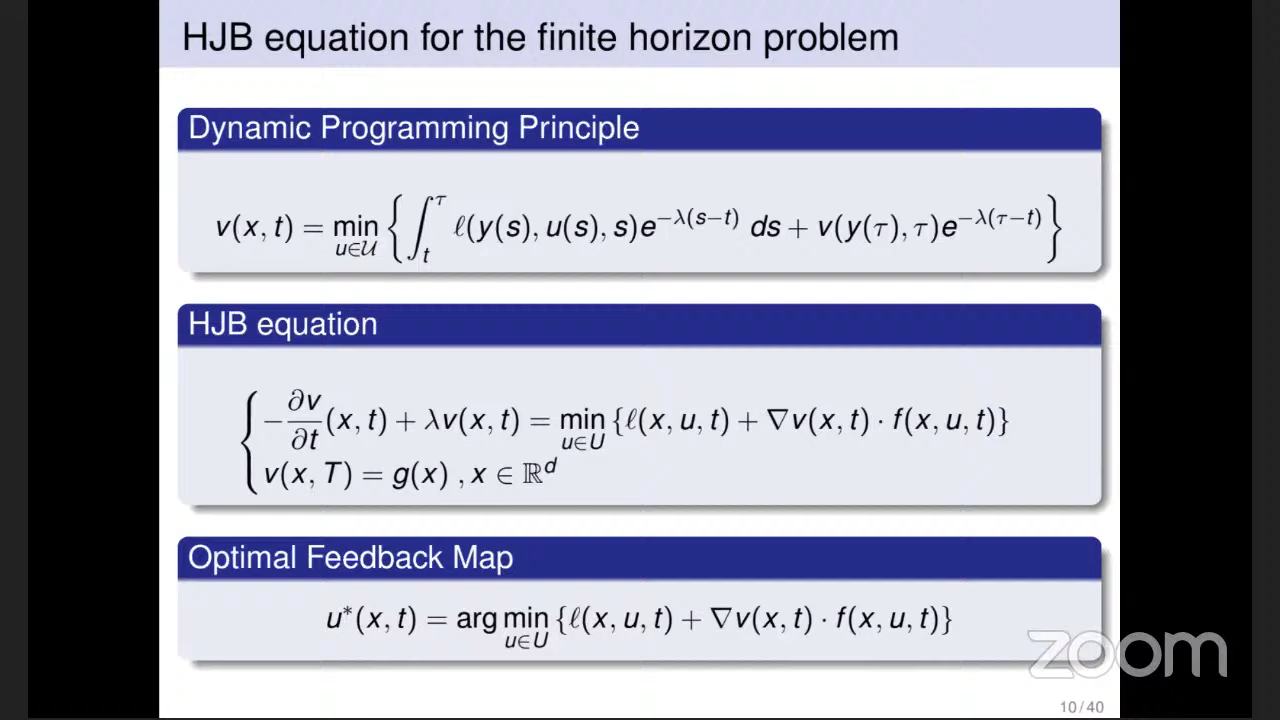 HJB equation for the finite horizon problem
Dynamic Programming Principle
v(x, t) = min_{u∈𝒰} { ∫_t^τ ℓ(y(s), u(s), s)e^{−λ(s−t)} ds + v(y(τ), τ)e^{−λ(τ−t)} }
HJB equation
{ −∂v/∂t (x, t) + λv(x, t) = min_{u∈U} {ℓ(x, u, t) + ∇v(x, t) · f(x, u, t)}
v(x, T) = g(x) , x ∈ ℝ^d
Optimal Feedback Map
u*(x, t) = arg min_{u∈U} {ℓ(x, u, t) + ∇v(x, t) · f(x, u, t)}
zoom
10 / 40